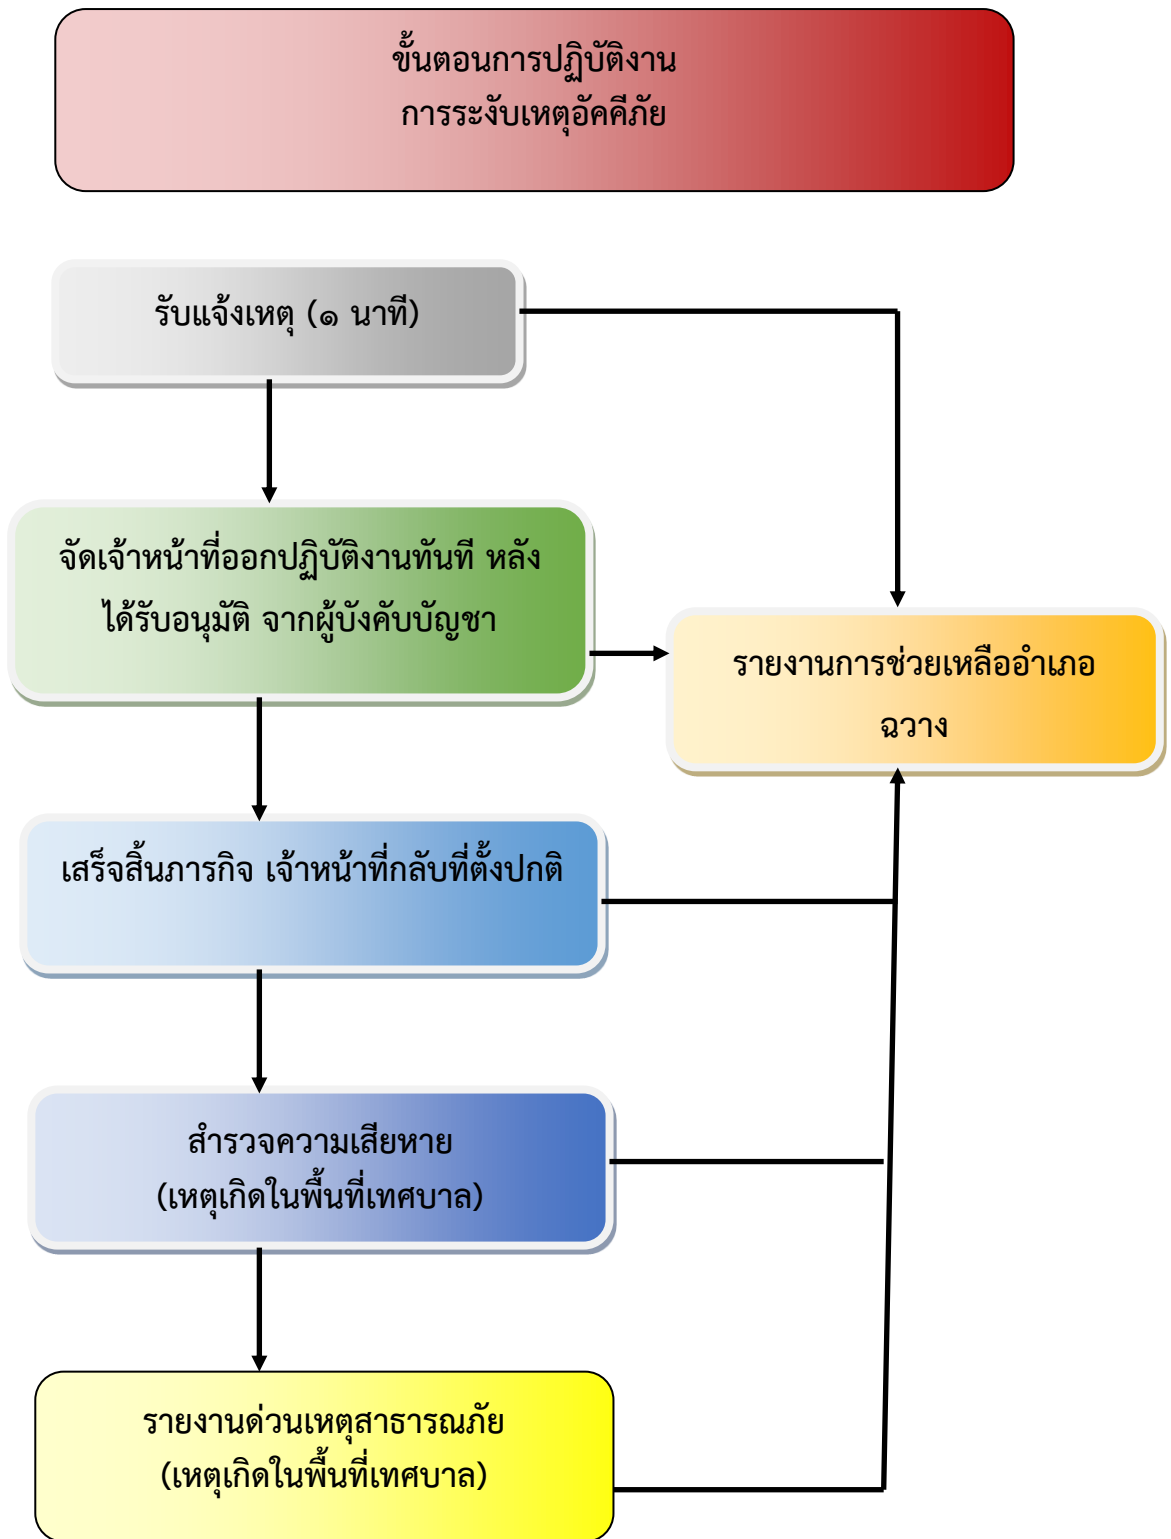 ขั้นตอนการปฏิบัติงาน
การระงับเหตุอัคคีภัย
รับแจ้งเหตุ (๑ นาที)
จัดเจ้าหน้าที่ออกปฏิบัติงานทันที หลัง
ได้รับอนุมัติ จากผู้บังคับบัญชา
รายงานการช่วยเหลืออำเภอ
ฉวาง
เสร็จสิ้นภารกิจ เจ้าหน้าที่กลับที่ตั้งปกติ
สำรวจความเสียหาย
(เหตุเกิดในพื้นที่เทศบาล)
รายงานด่วนเหตุสาธารณภัย
(เหตุเกิดในพื้นที่เทศบาล)